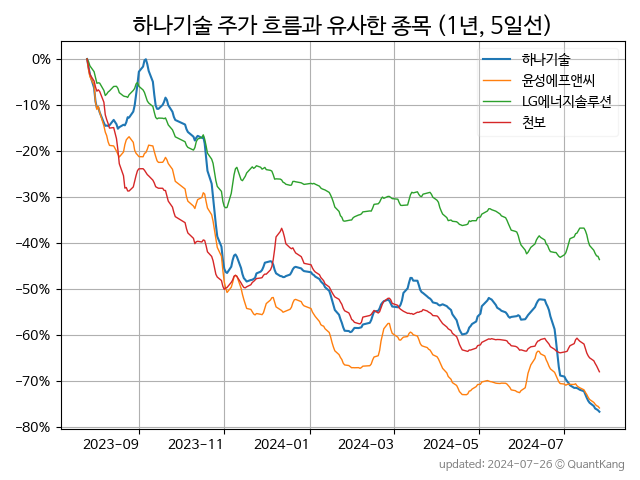 하나기술 주가 흐름과 유사한 종목 (1년, 5일선)
하나기술
윤성에프앤씨
LG에너지솔루션
천보
0%
−10%
−20%
−30%
−40%
−50%
−60%
−70%
−80%
2023-09 2023-11 2024-01 2024-03 2024-05 2024-07
updated: 2024-07-26 © QuantKang